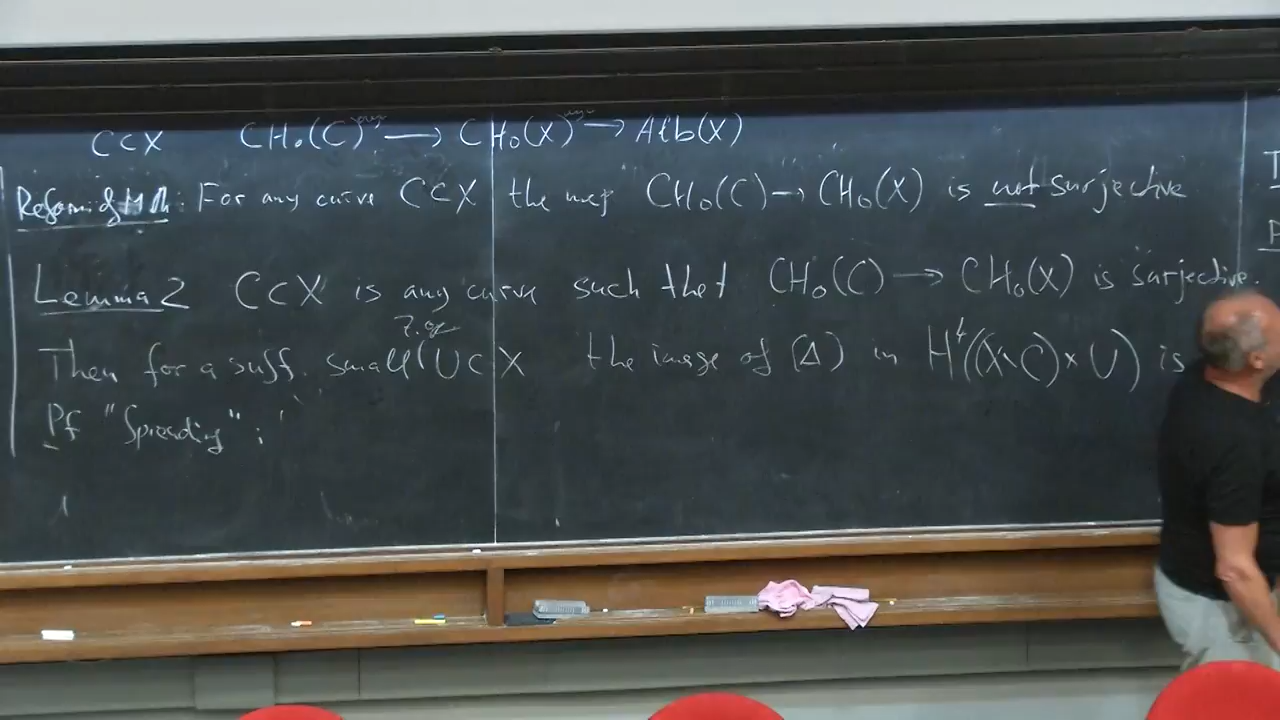 C⊂X CH₀(C) → CH₀(X) → Alb(X)
For any curve C⊂X the map CH₀(C) → CH₀(X) is not surjective
Lemma 2 C⊂X is any curve such that CH₀(C) → CH₀(X) is surjective.
Then for a suff. small U⊂X the image of [Δ] in H⁴((X∖C)×U) is
Pf "Spreading":